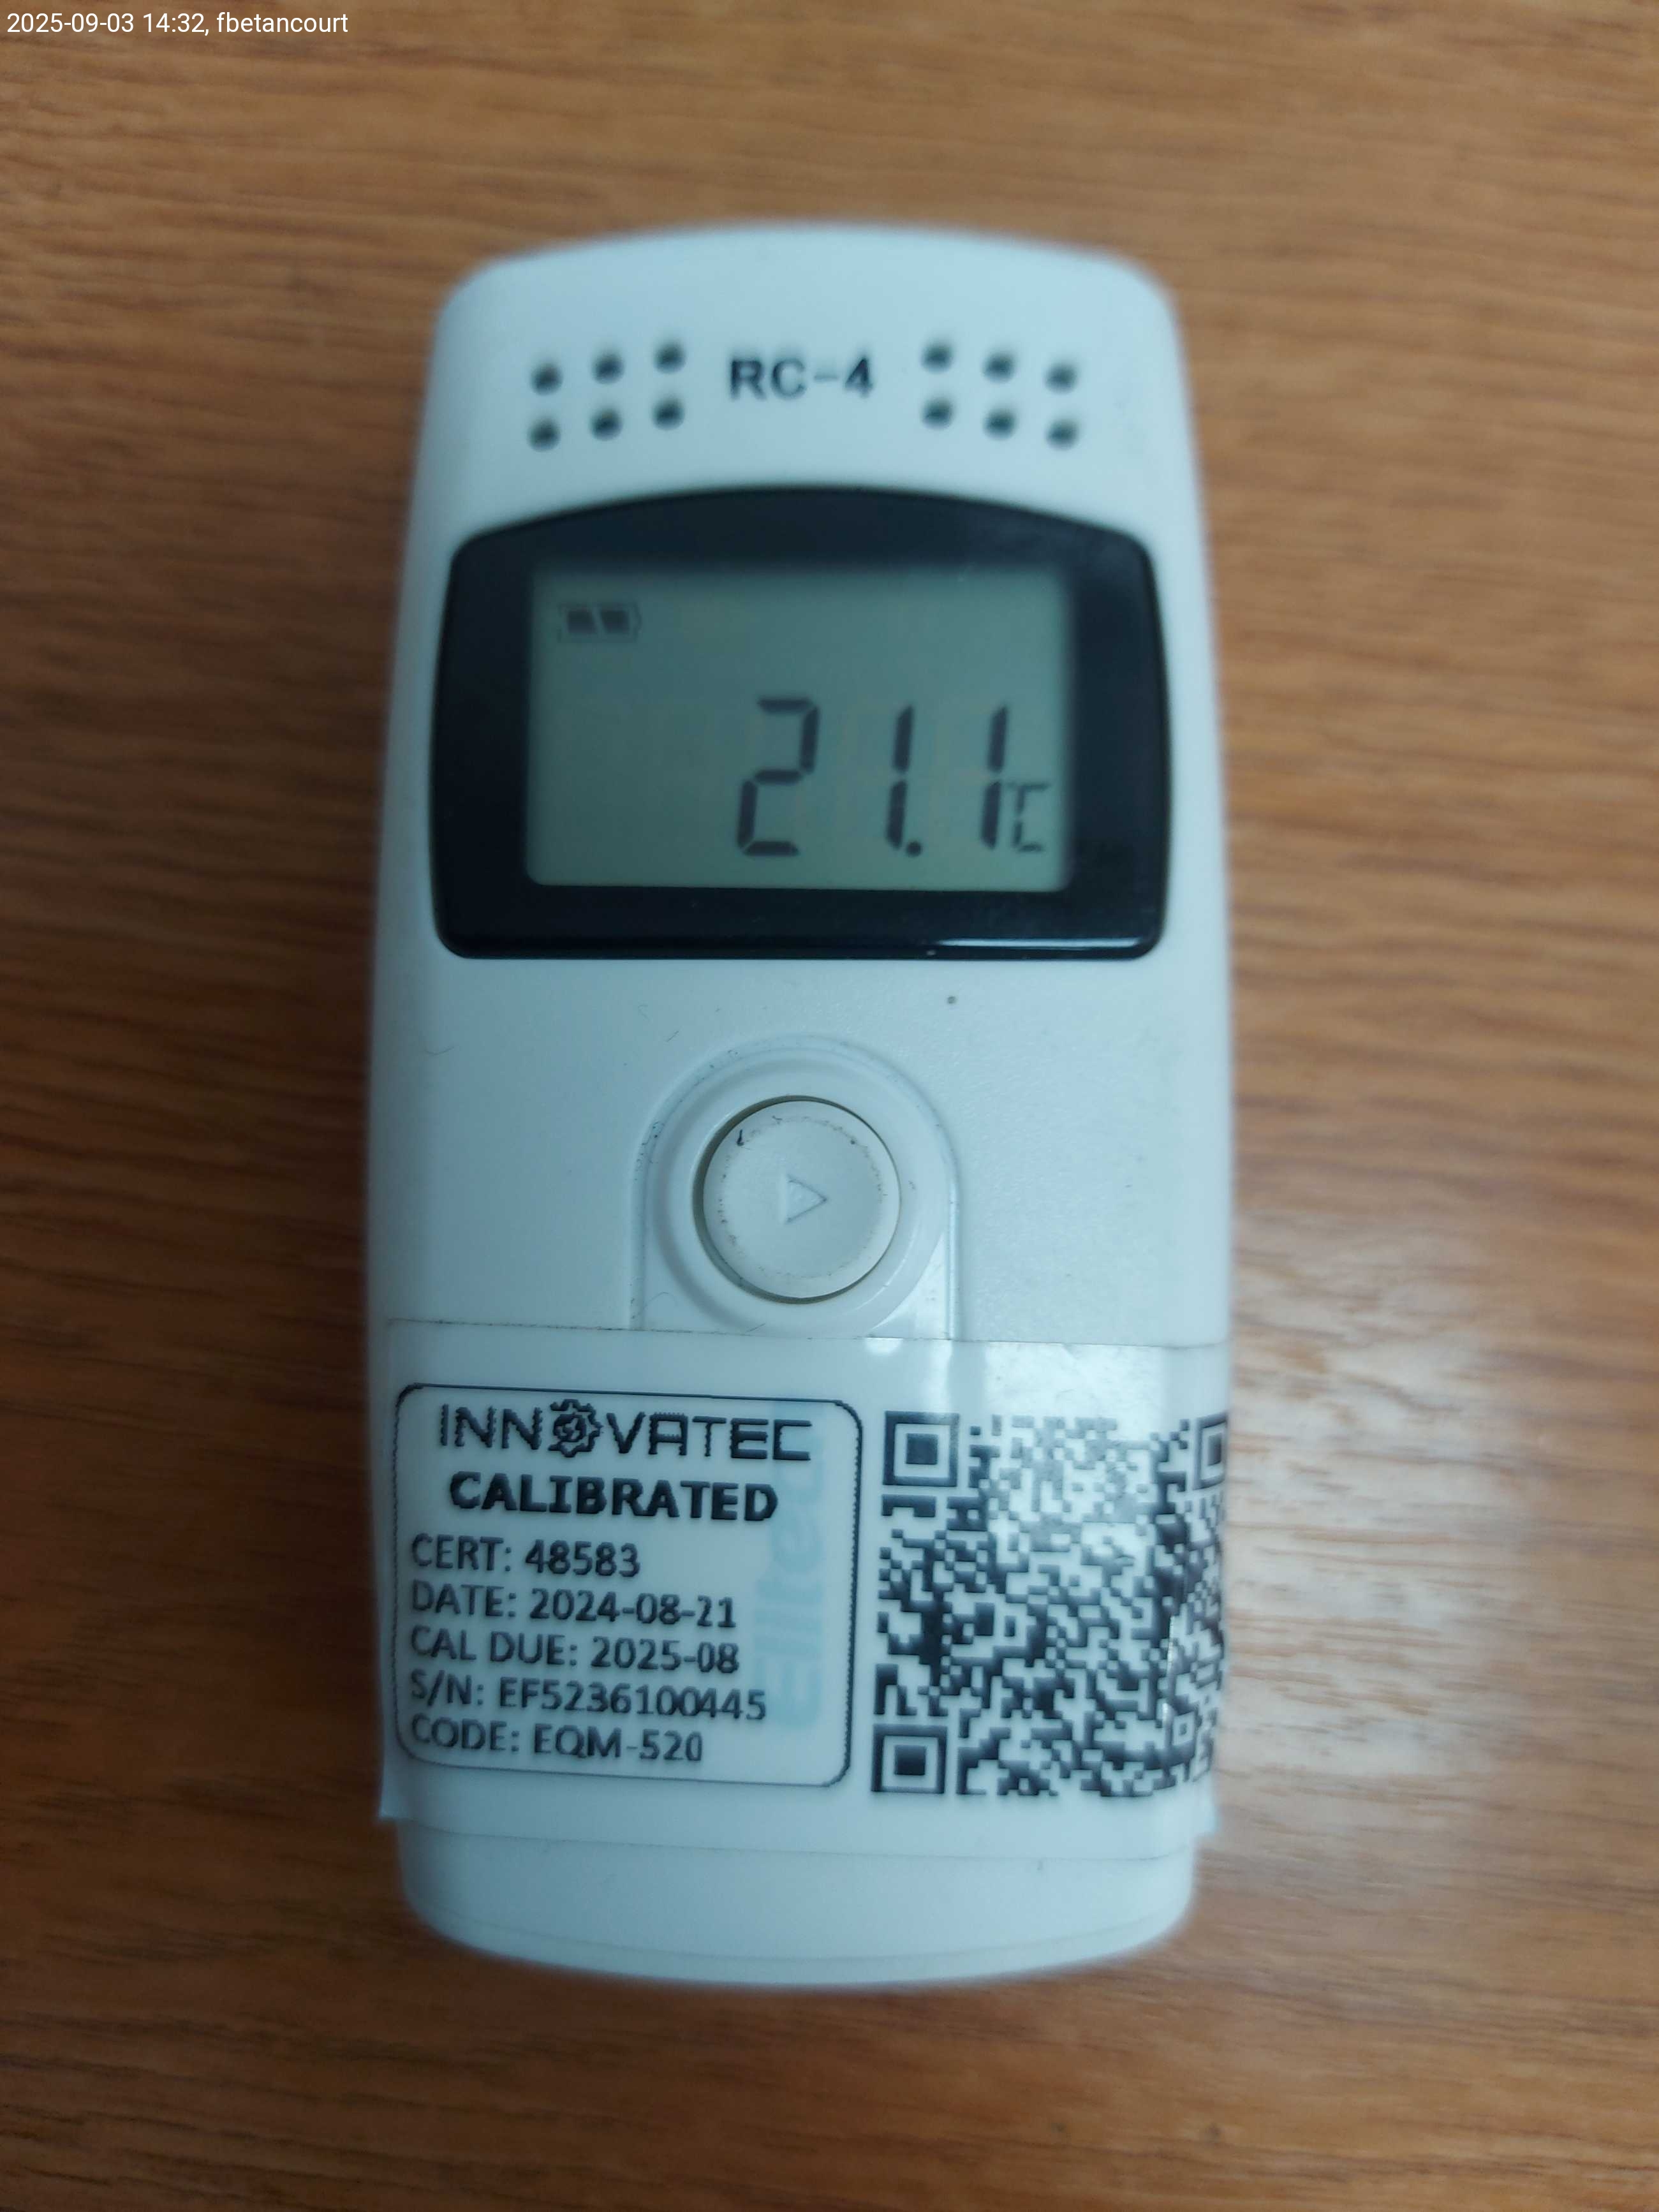 2025-09-03 14:32, fbetancourt
RC-4
21.1℃
INNOVATEC
CALIBRATED
CERT: 48583
DATE: 2024-08-21
CAL DUE: 2025-08
S/N: EF5236100445
CODE: EQM-520
Elitech